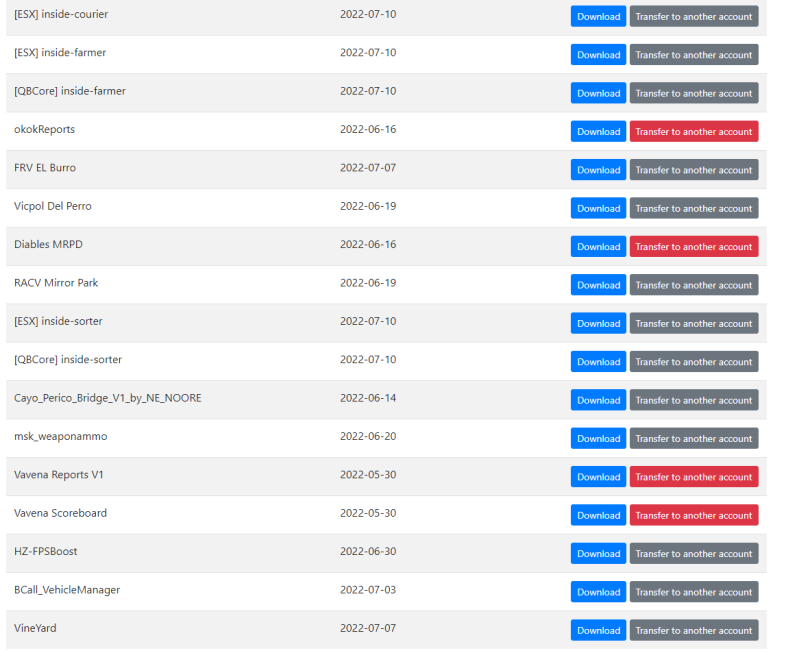 [ESX] inside-courier 2022-07-10 Download Transfer to another account
[ESX] inside-farmer 2022-07-10 Download Transfer to another account
[QBCore] inside-farmer 2022-07-10 Download Transfer to another account
okokReports 2022-06-16 Download Transfer to another account
FRV EL Burro 2022-07-07 Download Transfer to another account
Vicpol Del Perro 2022-06-19 Download Transfer to another account
Diables MRPD 2022-06-16 Download Transfer to another account
RACV Mirror Park 2022-06-19 Download Transfer to another account
[ESX] inside-sorter 2022-07-10 Download Transfer to another account
[QBCore] inside-sorter 2022-07-10 Download Transfer to another account
Cayo_Perico_Bridge_V1_by_NE_NOORE 2022-06-14 Download Transfer to another account
msk_weaponammo 2022-06-20 Download Transfer to another account
Vavena Reports V1 2022-05-30 Download Transfer to another account
Vavena Scoreboard 2022-05-30 Download Transfer to another account
HZ-FPSBoost 2022-06-30 Download Transfer to another account
BCall_VehicleManager 2022-07-03 Download Transfer to another account
VineYard 2022-07-07 Download Transfer to another account